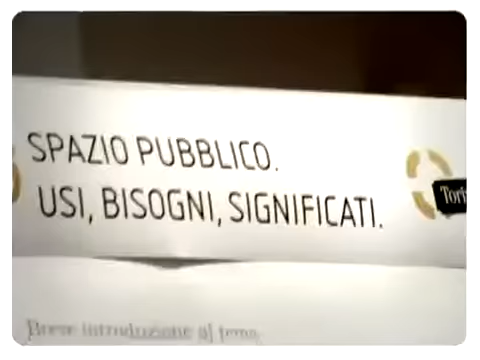 SPAZIO PUBBLICO.
USI, BISOGNI, SIGNIFICATI.
Breve introduzione al tema